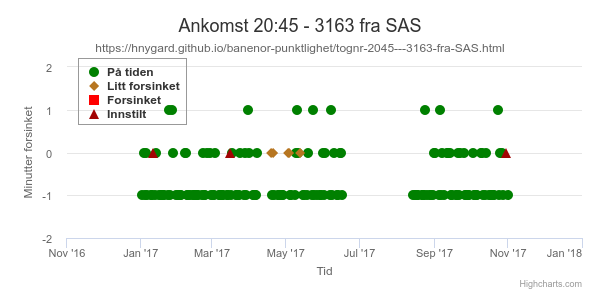 Ankomst 20:45 - 3163 fra SAS
https://hnygard.github.io/banenor-punktlighet/tognr-2045---3163-fra-SAS.html
På tiden
Litt forsinket
Forsinket
Innstilt
Minutter forsinket
2
1
0
-1
-2
Nov '16
Jan '17
Mar '17
May '17
Jul '17
Sep '17
Nov '17
Jan '18
Tid
Highcharts.com